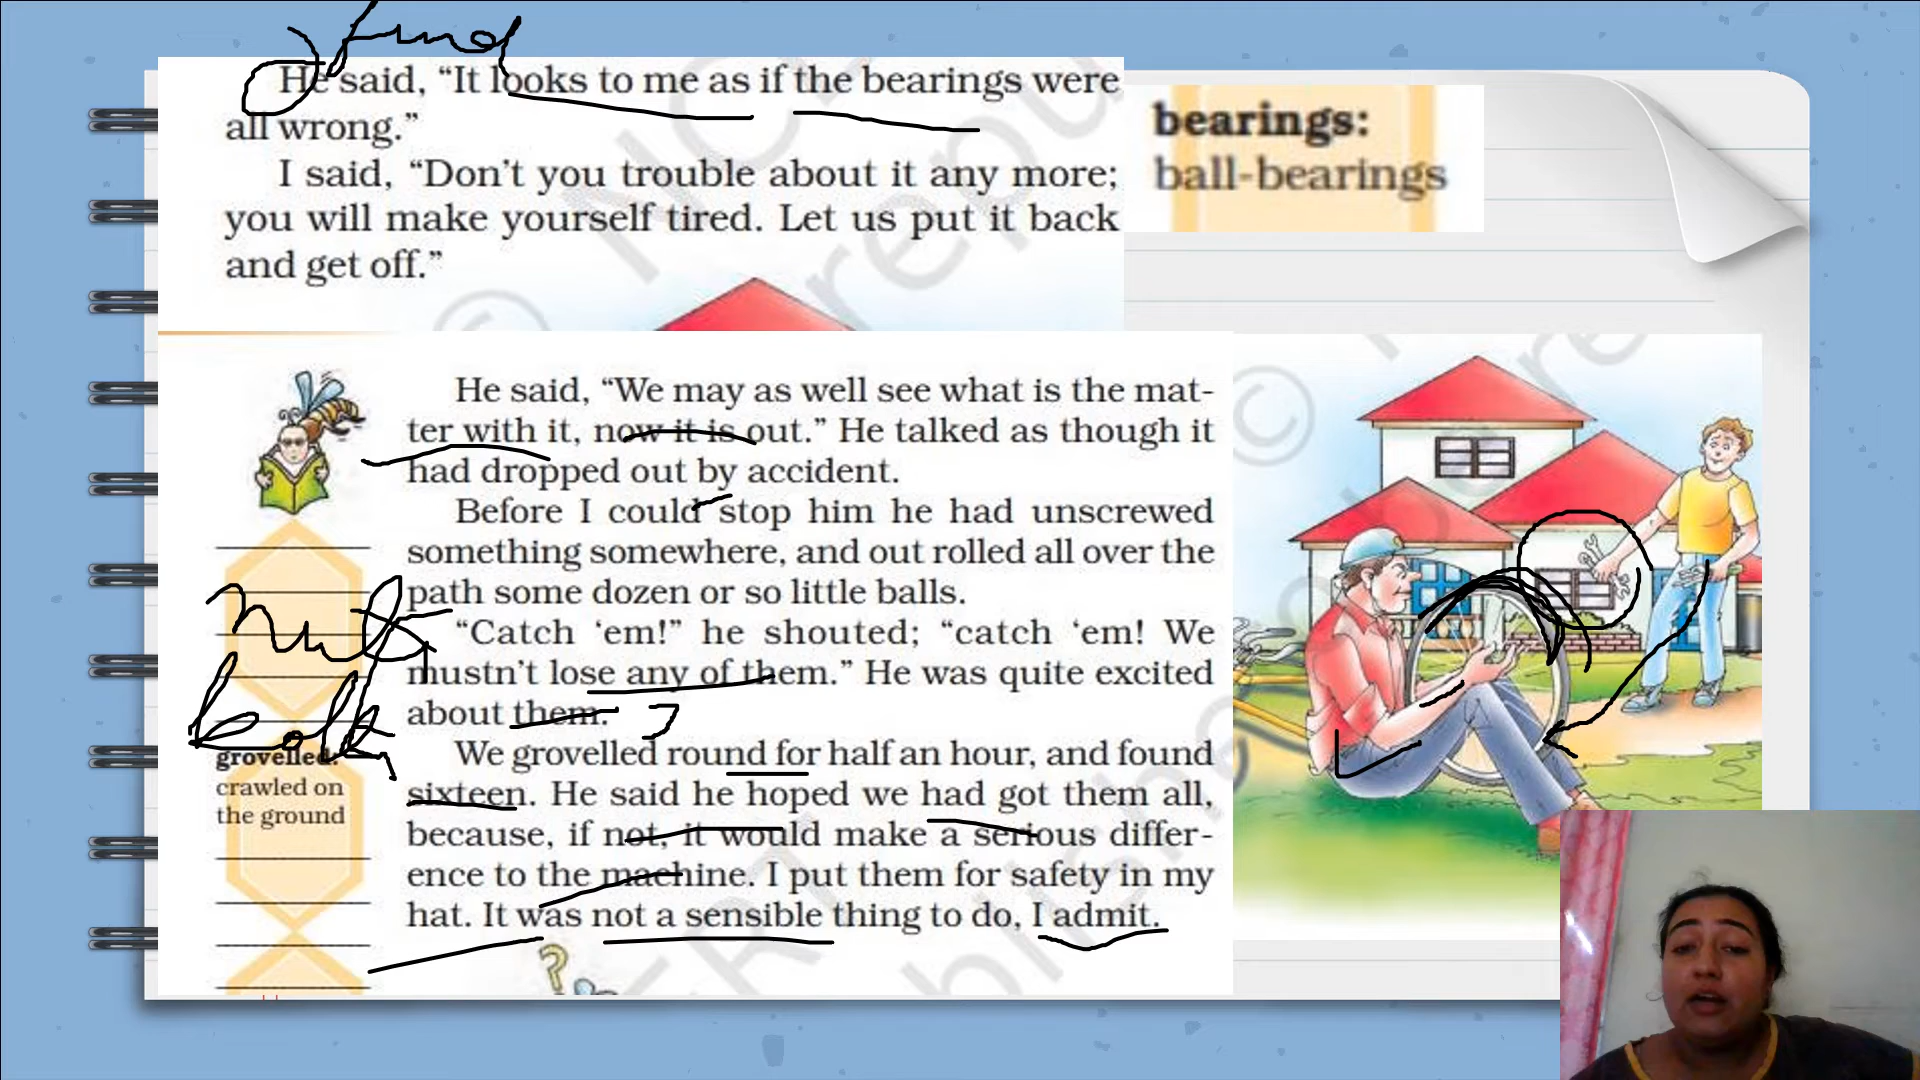 find
He said, “It looks to me as if the bearings were
all wrong.”
I said, “Don’t you trouble about it any more;
you will make yourself tired. Let us put it back
and get off.”
bearings:
ball-bearings
He said, “We may as well see what is the mat-
ter with it, now it is out.” He talked as though it
had dropped out by accident.
Before I could stop him he had unscrewed
something somewhere, and out rolled all over the
path some dozen or so little balls.
“Catch ‘em!” he shouted; “catch ‘em! We
mustn’t lose any of them.” He was quite excited
about them.
We grovelled round for half an hour, and found
sixteen. He said he hoped we had got them all,
because, if not, it would make a serious differ-
ence to the machine. I put them for safety in my
hat. It was not a sensible thing to do, I admit.
nut
bolt
grovelled:
crawled on
the ground